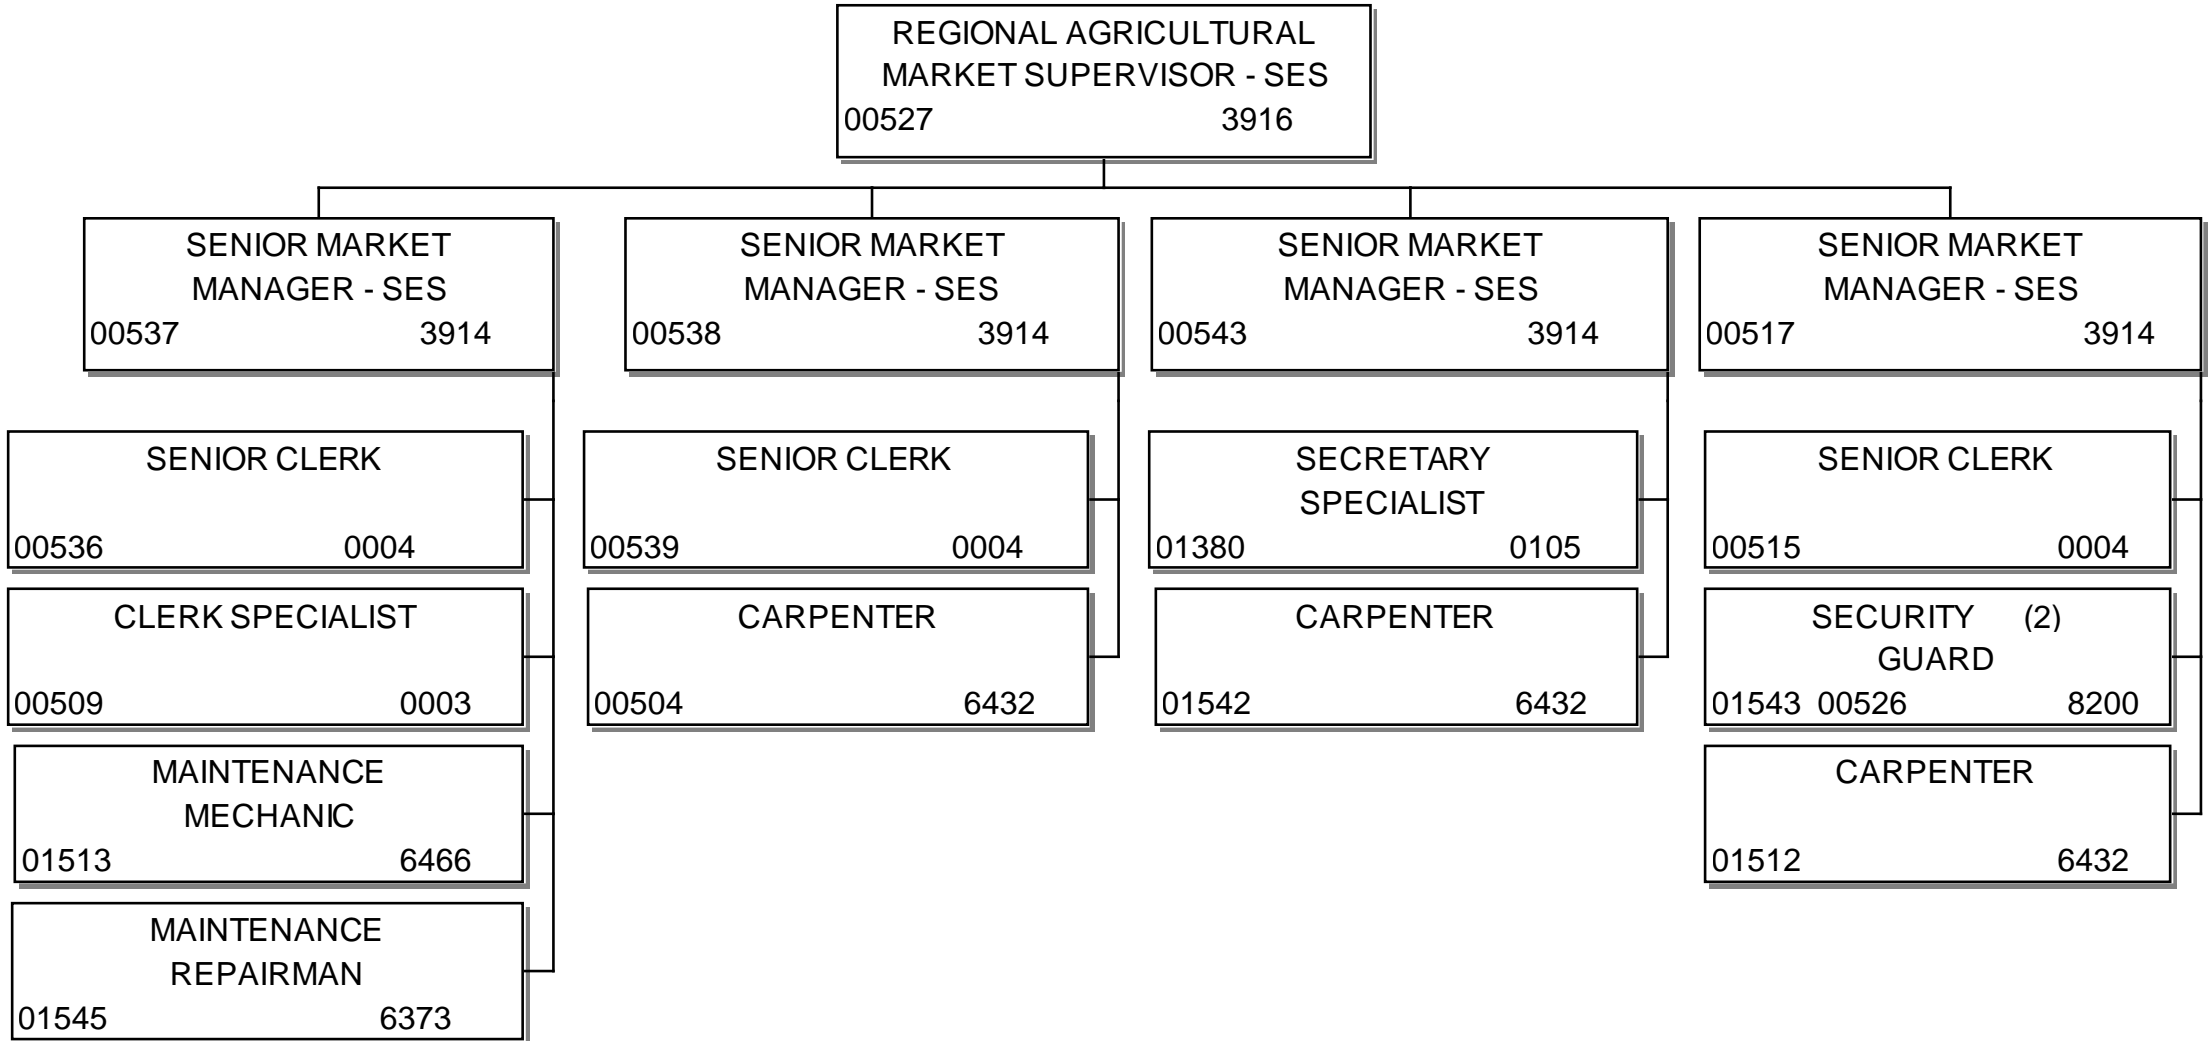 REGIONAL AGRICULTURAL
MARKET SUPERVISOR - SES
00527 3916
SENIOR MARKET
MANAGER - SES
00537 3914
SENIOR MARKET
MANAGER - SES
00538 3914
SENIOR MARKET
MANAGER - SES
00543 3914
SENIOR MARKET
MANAGER - SES
00517 3914
SENIOR CLERK
00536 0004
CLERK SPECIALIST
00509 0003
MAINTENANCE
MECHANIC
01513 6466
MAINTENANCE
REPAIRMAN
01545 6373
SENIOR CLERK
00539 0004
CARPENTER
00504 6432
SECRETARY
SPECIALIST
01380 0105
CARPENTER
01542 6432
SENIOR CLERK
00515 0004
SECURITY (2)
GUARD
01543 00526 8200
CARPENTER
01512 6432